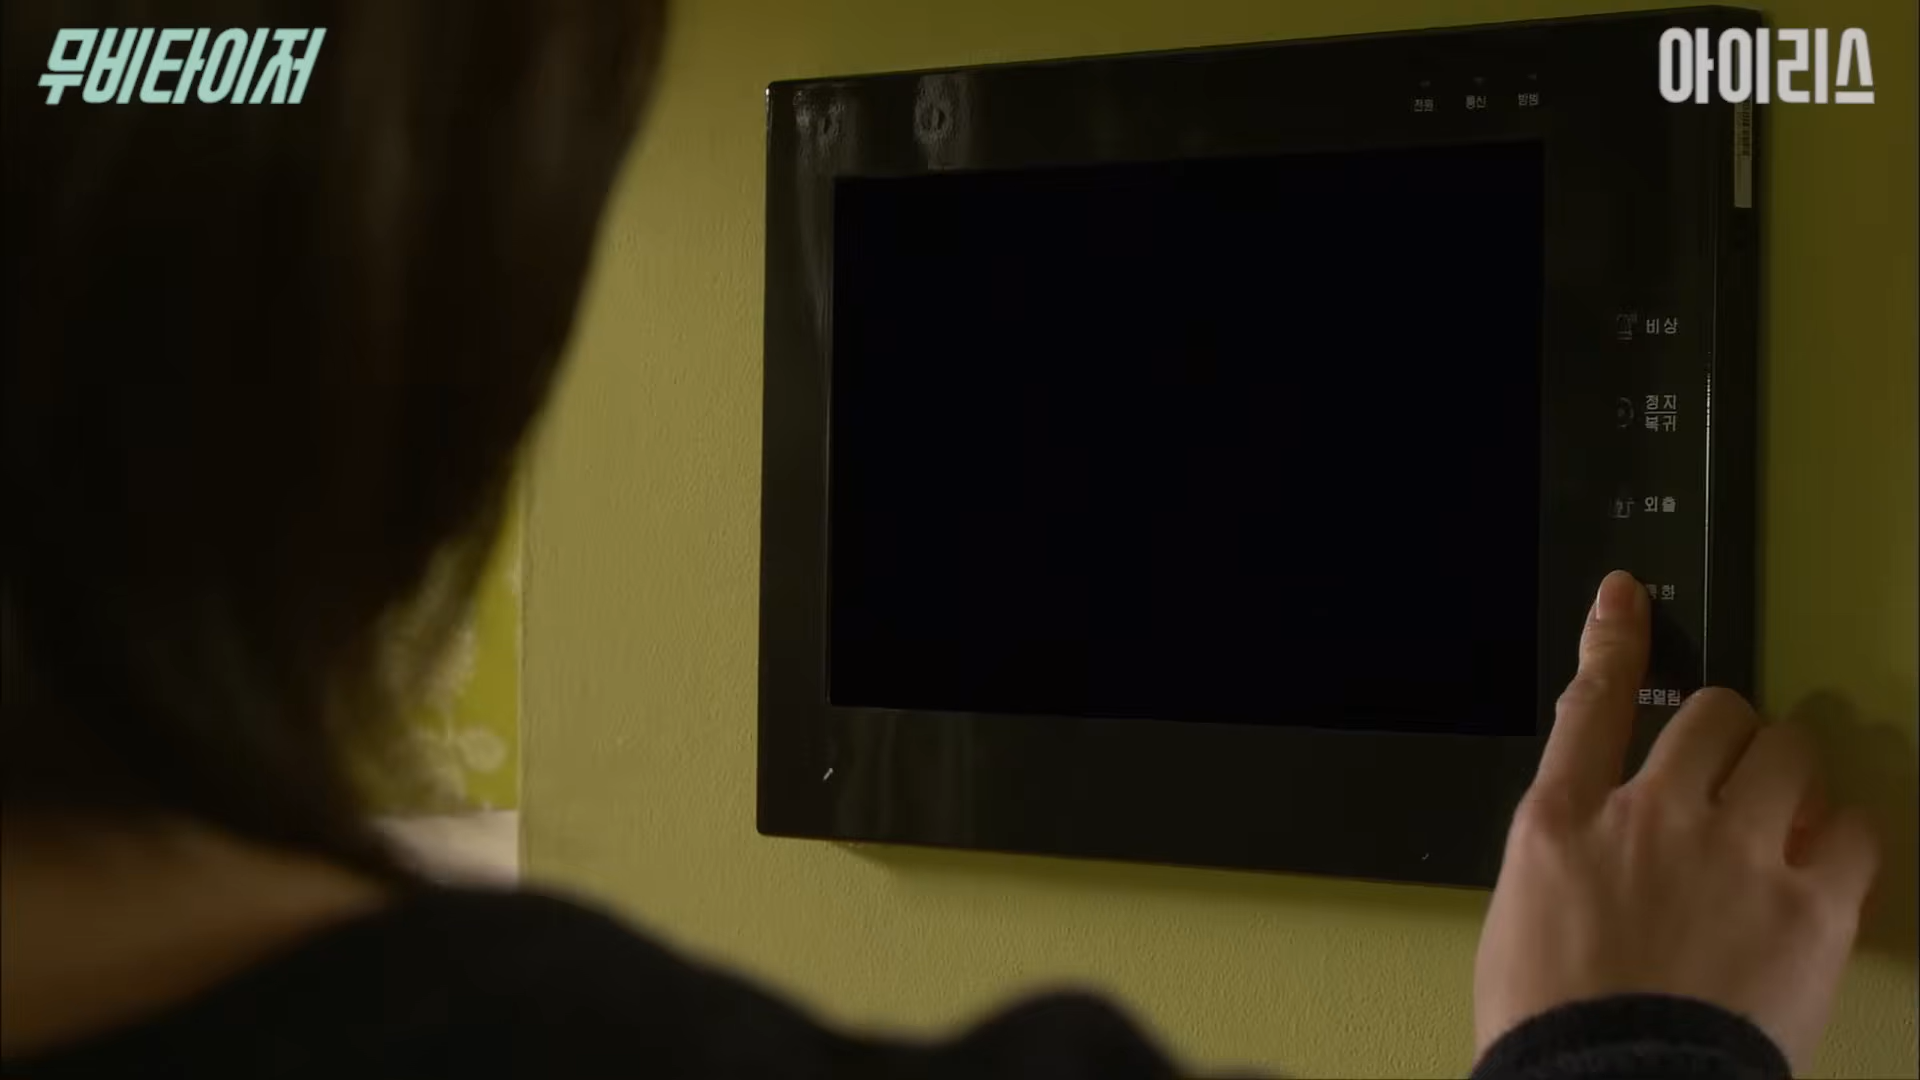 무비타이저
아이리스
전원 통신 방범
비상
정지
복귀
외출
화
문열림